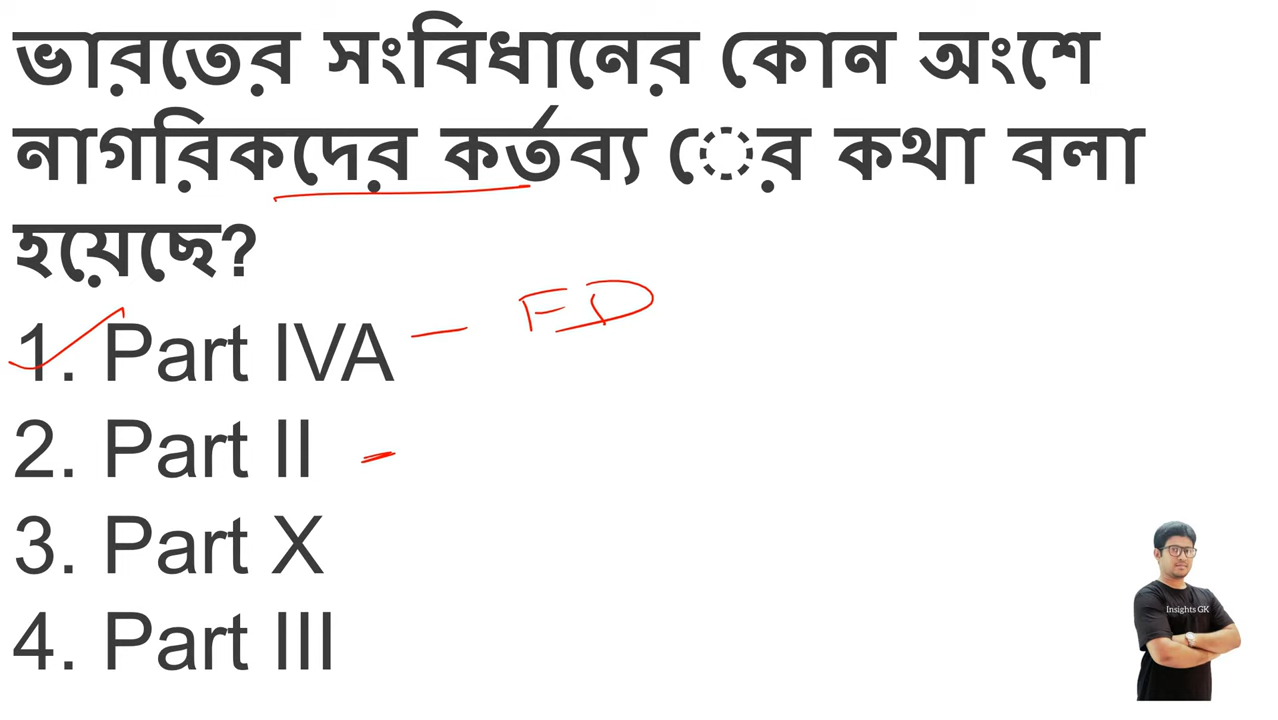 ভারতের সংবিধানের কোন অংশে
নাগরিকদের কর্তব্য ের কথা বলা
হয়েছে?
1. Part IVA – FD
2. Part II -
3. Part X
4. Part III
Insights GK